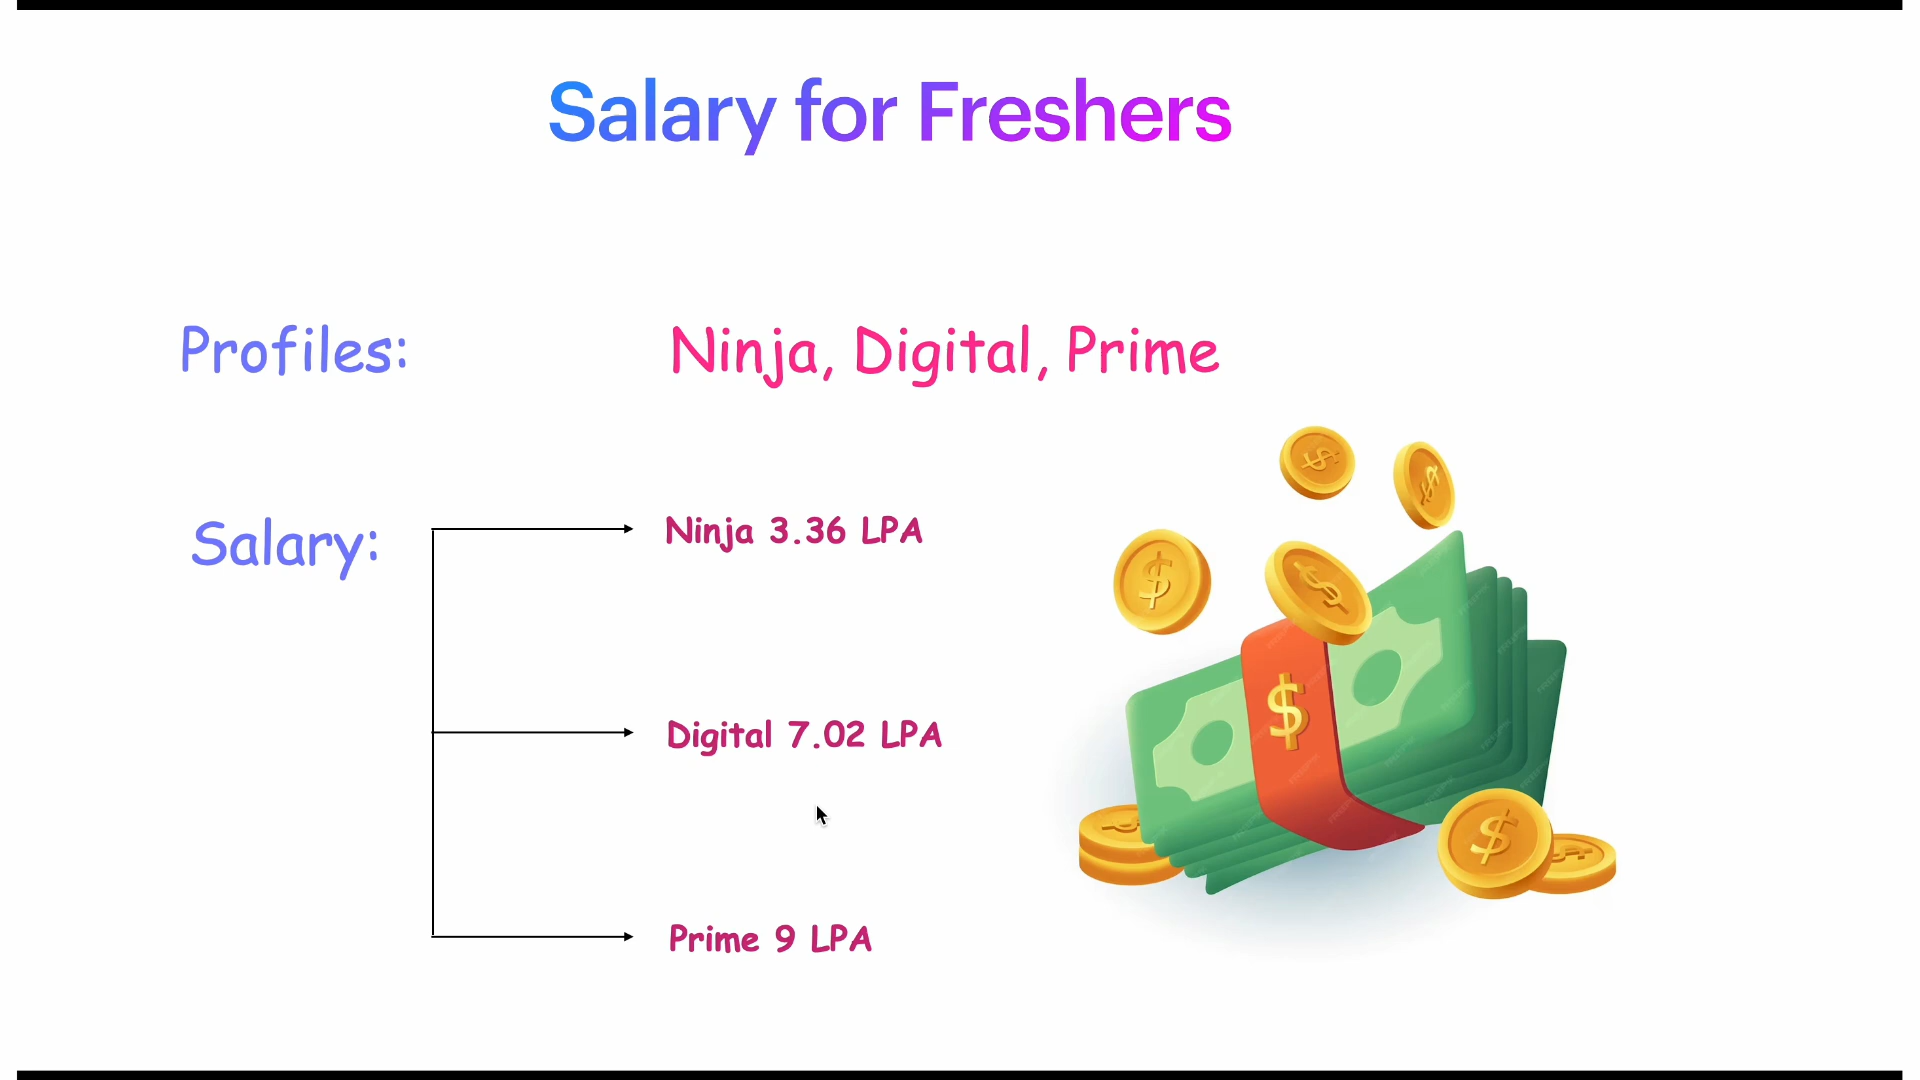 Salary for Freshers
Profiles: Ninja, Digital, Prime
Salary: Ninja 3.36 LPA
Digital 7.02 LPA
Prime 9 LPA